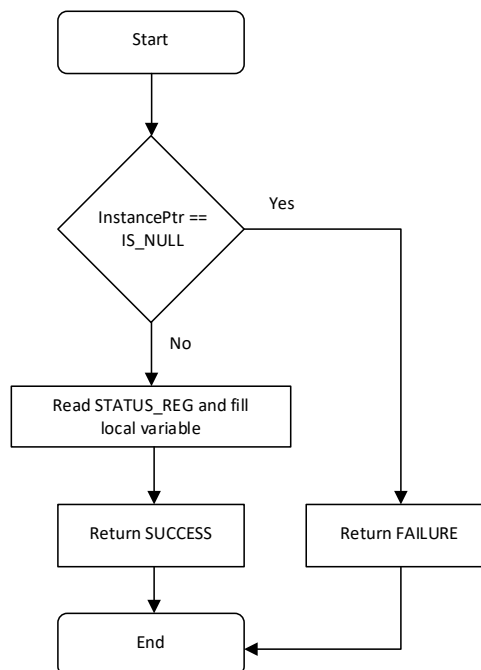 Start
InstancePtr ==
IS_NULL
Yes
No
Read STATUS_REG and fill
local variable
Return SUCCESS
Return FAILURE
End